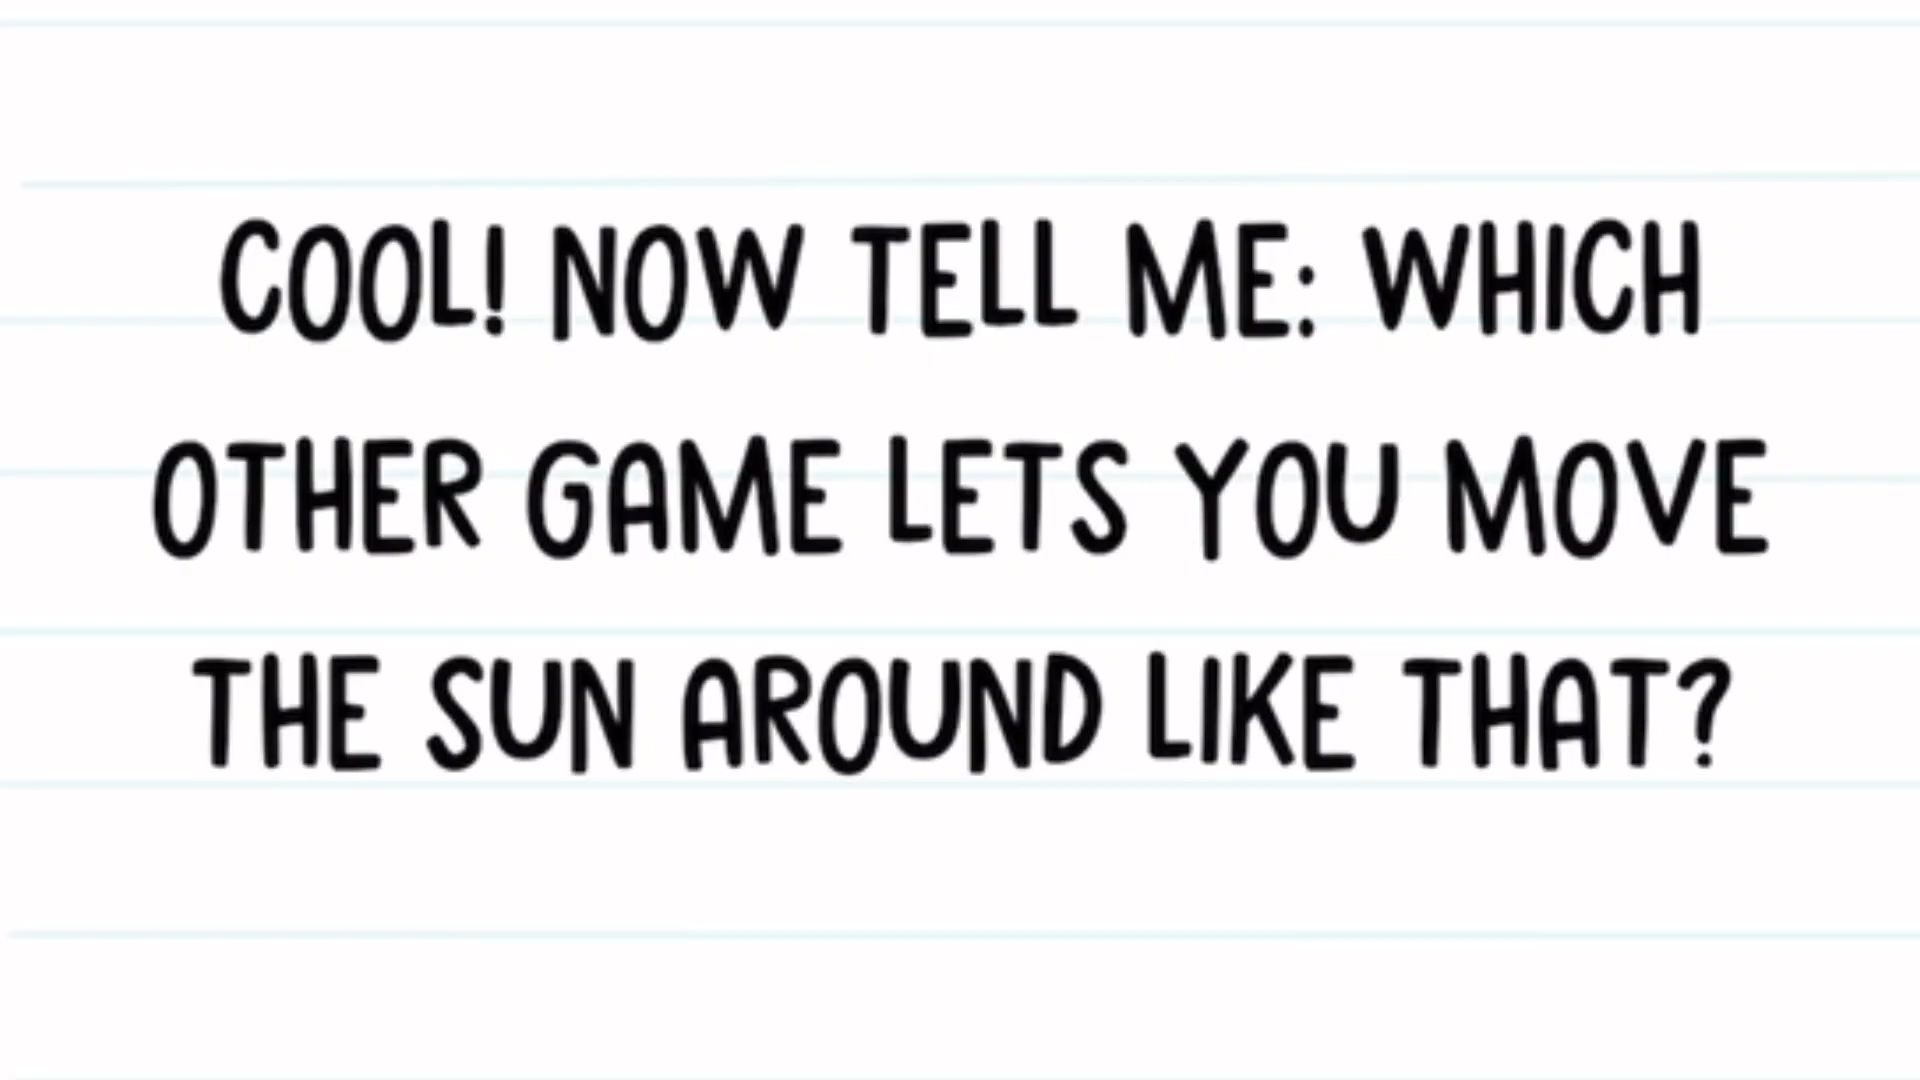 COOL! NOW TELL ME: WHICH
OTHER GAME LETS YOU MOVE
THE SUN AROUND LIKE THAT?